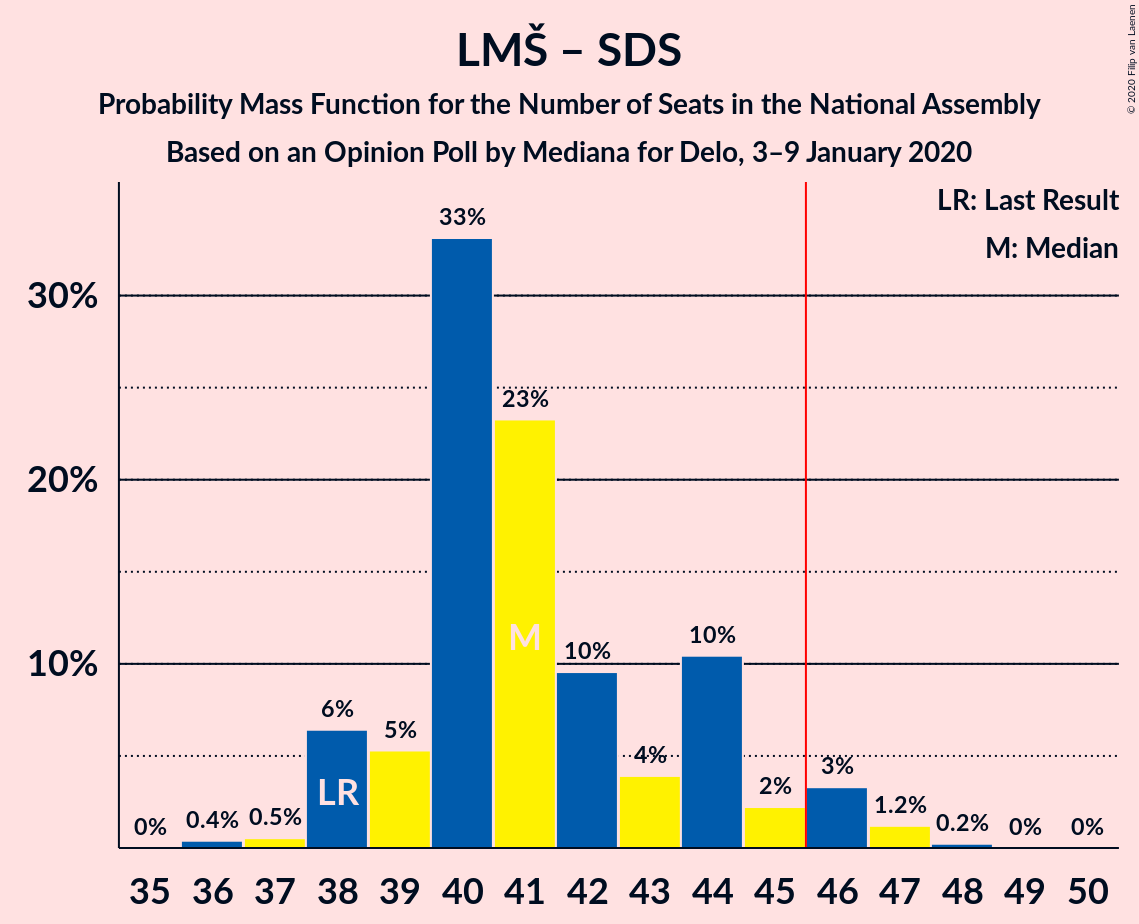 LMŠ – SDS
Probability Mass Function for the Number of Seats in the National Assembly
Based on an Opinion Poll by Mediana for Delo, 3–9 January 2020
© 2020 Filip van Laenen
LR: Last Result
M: Median
30%
20%
10%
0% 0.4% 0.5% 6% 5% 33% 23% 10% 4% 10% 2% 3% 1.2% 0.2% 0% 0%
LR M
35 36 37 38 39 40 41 42 43 44 45 46 47 48 49 50